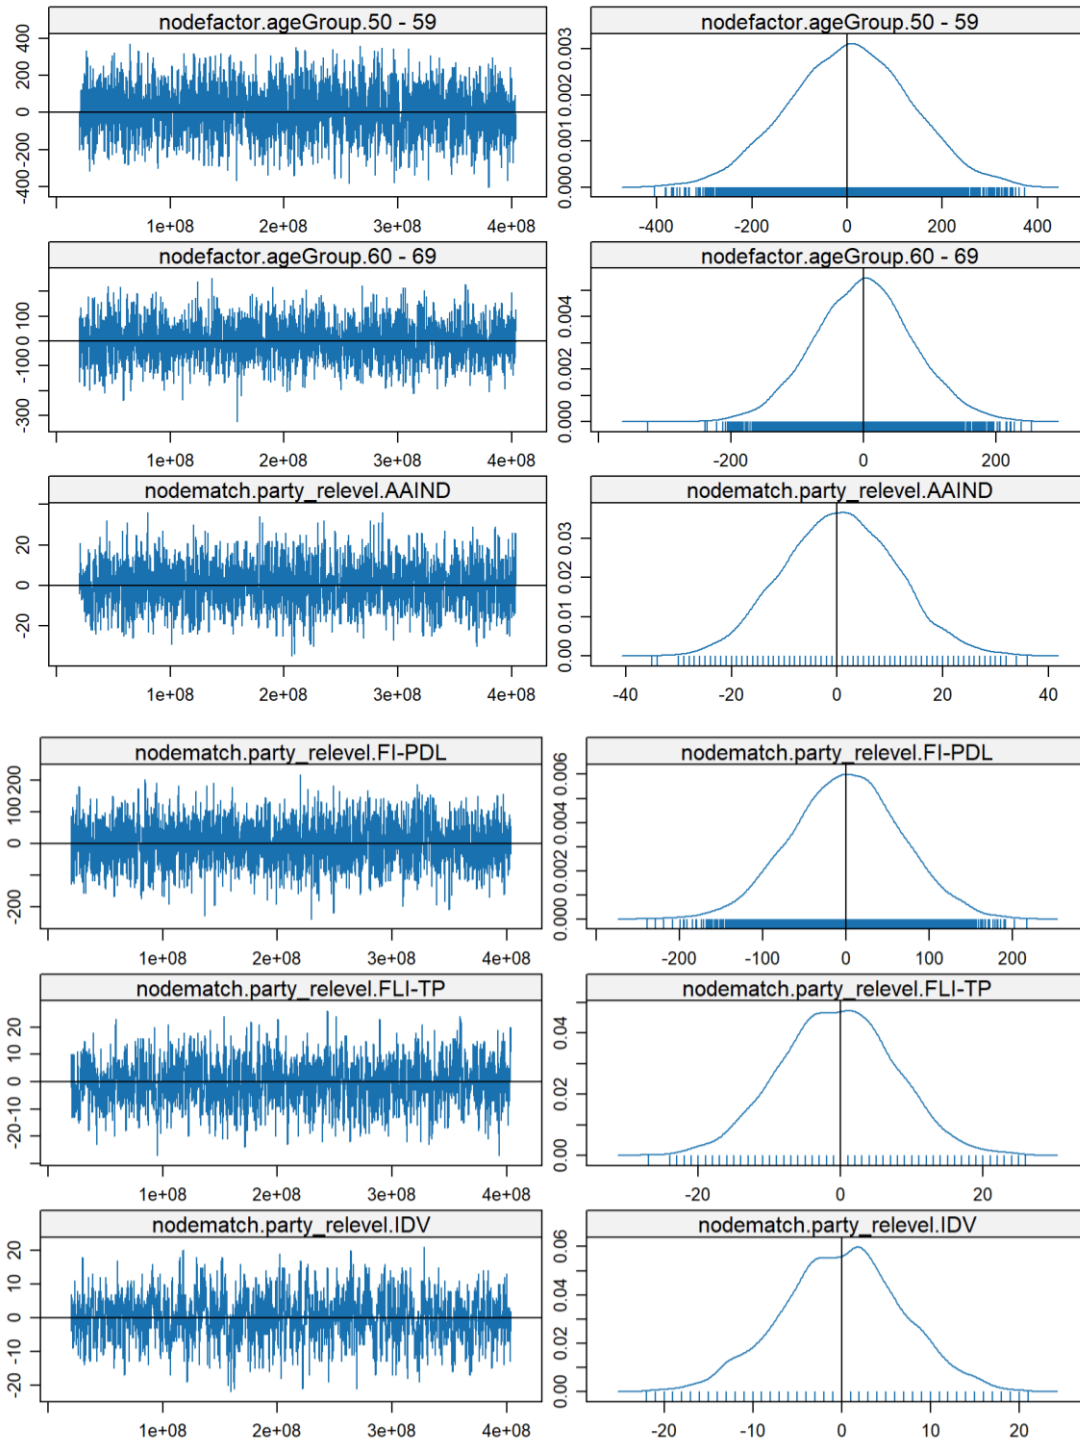 nodefactor.ageGroup.50 - 59
nodefactor.ageGroup.50 - 59
400
200
0
-200
-400
1e+08 2e+08 3e+08 4e+08
0.003
0.002
0.001
0.000
-400 -200 0 200 400
nodefactor.ageGroup.60 - 69
nodefactor.ageGroup.60 - 69
100
0
-100
-300
1e+08 2e+08 3e+08 4e+08
0.004
0.002
0.000
-200 0 200
nodematch.party_relevel.AAIND
nodematch.party_relevel.AAIND
20
0
-20
1e+08 2e+08 3e+08 4e+08
0.03
0.02
0.01
0.00
-40 -20 0 20 40
nodematch.party_relevel.FI-PDL
nodematch.party_relevel.FI-PDL
200
100
0
-200
1e+08 2e+08 3e+08 4e+08
0.006
0.004
0.002
0.000
-200 -100 0 100 200
nodematch.party_relevel.FLI-TP
nodematch.party_relevel.FLI-TP
20
10
0
-10
-20
1e+08 2e+08 3e+08 4e+08
0.04
0.02
0.00
-20 0 20
nodematch.party_relevel.IDV
nodematch.party_relevel.IDV
20
10
0
-10
-20
1e+08 2e+08 3e+08 4e+08
0.06
0.04
0.02
0.00
-20 -10 0 10 20